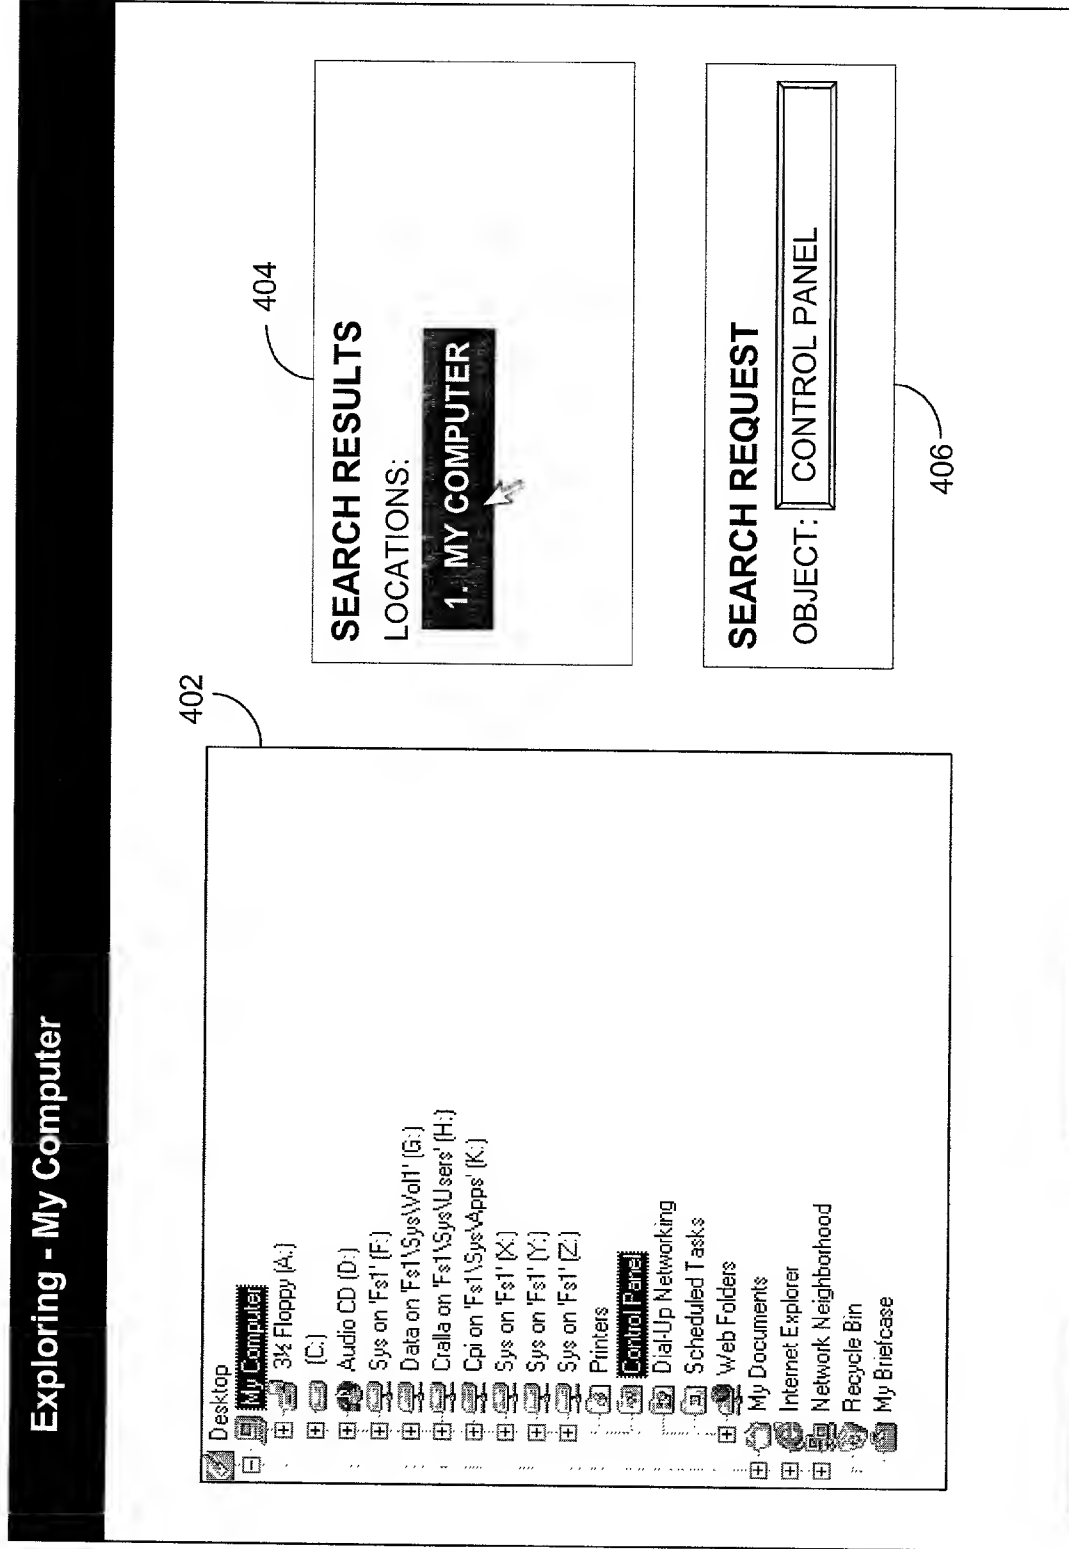 Exploring - My Computer
402
Desktop
My Computer
3½ Floppy (A:)
(C:)
Audio CD (D:)
Sys on 'Fs1' (F:)
Data on 'Fs1\Sys\Vol1' (G:)
Cralla on 'Fs1\Sys\Users' (H:)
Cpi on 'Fs1\Sys\Apps' (K:)
Sys on 'Fs1' (X:)
Sys on 'Fs1' (Y:)
Sys on 'Fs1' (Z:)
Printers
Control Panel
Dial-Up Networking
Scheduled Tasks
Web Folders
My Documents
Internet Explorer
Network Neighborhood
Recycle Bin
My Briefcase
404
SEARCH RESULTS
LOCATIONS:
1. MY COMPUTER
SEARCH REQUEST
OBJECT: CONTROL PANEL
406